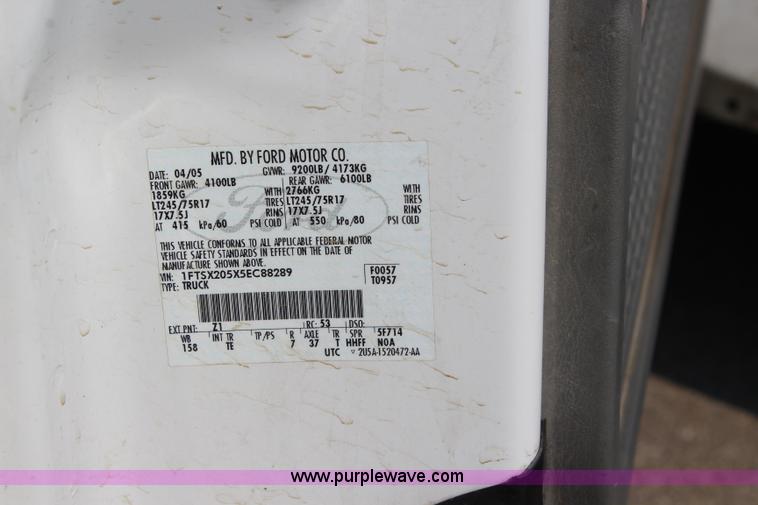 MFD. BY FORD MOTOR CO.
DATE: 04/05 GVWR: 9200LB/ 4173KG
FRONT GAWR: 4100LB REAR GAWR: 6100LB
1859KG WITH 2766KG WITH
LT245/75R17 TIRES LT245/75R17 TIRES
17X7.5J RIMS 17X7.5J RIMS
AT 415 kPa/60 PSI COLD AT 550 kPa/80 PSI COLD
Ford
THIS VEHICLE CONFORMS TO ALL APPLICABLE FEDERAL MOTOR
VEHICLE SAFETY STANDARDS IN EFFECT ON THE DATE OF
MANUFACTURE SHOWN ABOVE.
VIN: 1FTSX205X5EC88289 F0057
TYPE: TRUCK T0957
EXT PNT: Z1 RC: 53 DSO:
WB INT TR TP/PS R AXLE TR SPR 5F714
158 TE 7 37 T HHFF NOA
UTC ▽ 2U5A-1520472-AA
www.purplewave.com